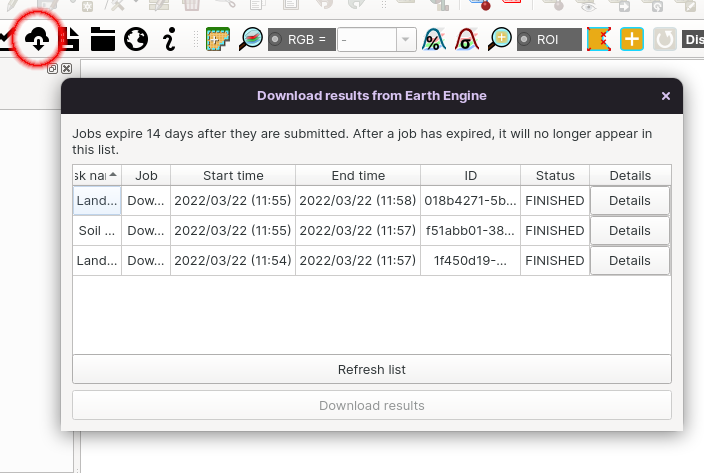 RGB =
-
ROI
Dis
Download results from Earth Engine
Jobs expire 14 days after they are submitted. After a job has expired, it will no longer appear in
this list.
sk nar Job Start time End time ID Status Details
Land... Dow... 2022/03/22 (11:55) 2022/03/22 (11:58) 018b4271-5b... FINISHED Details
Soil ... Dow... 2022/03/22 (11:55) 2022/03/22 (11:57) f51abb01-38... FINISHED Details
Land... Dow... 2022/03/22 (11:54) 2022/03/22 (11:57) 1f450d19-... FINISHED Details
Refresh list
Download results